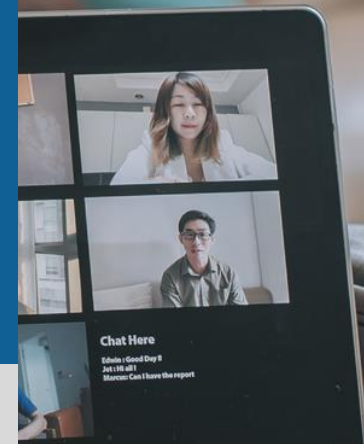 Chat Here
Edwin : Good Day !!
Jet : Hi all !
Marcus: Can I have the report